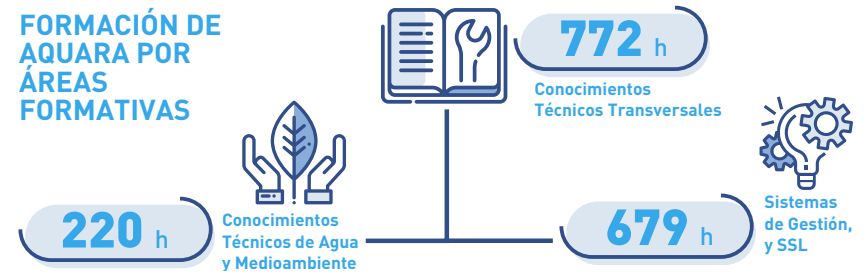 FORMACIÓN DE
AQUARA POR
ÁREAS
FORMATIVAS
772 h
Conocimientos
Técnicos Transversales
220 h
Conocimientos
Técnicos de Agua
y Medioambiente
679 h
Sistemas
de Gestión,
y SSL